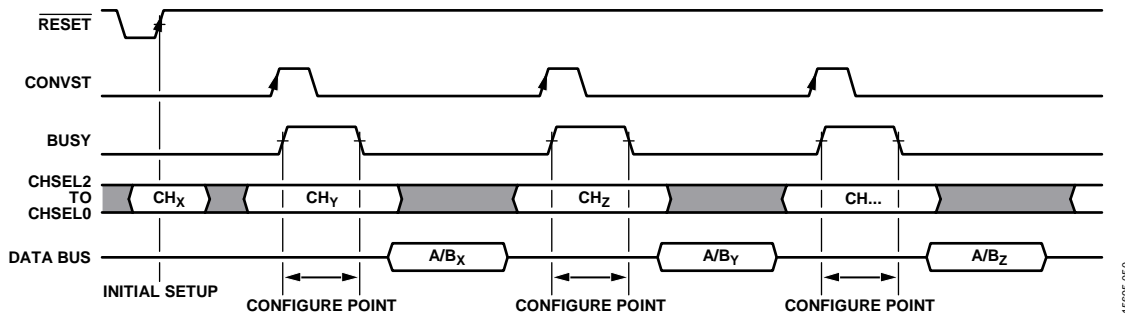 RESET
CONVST
BUSY
CHSEL2
TO
CHSEL0
CHX
CHY
CHZ
CH...
DATA BUS
A/BX
A/BY
A/BZ
INITIAL SETUP
CONFIGURE POINT
CONFIGURE POINT
CONFIGURE POINT